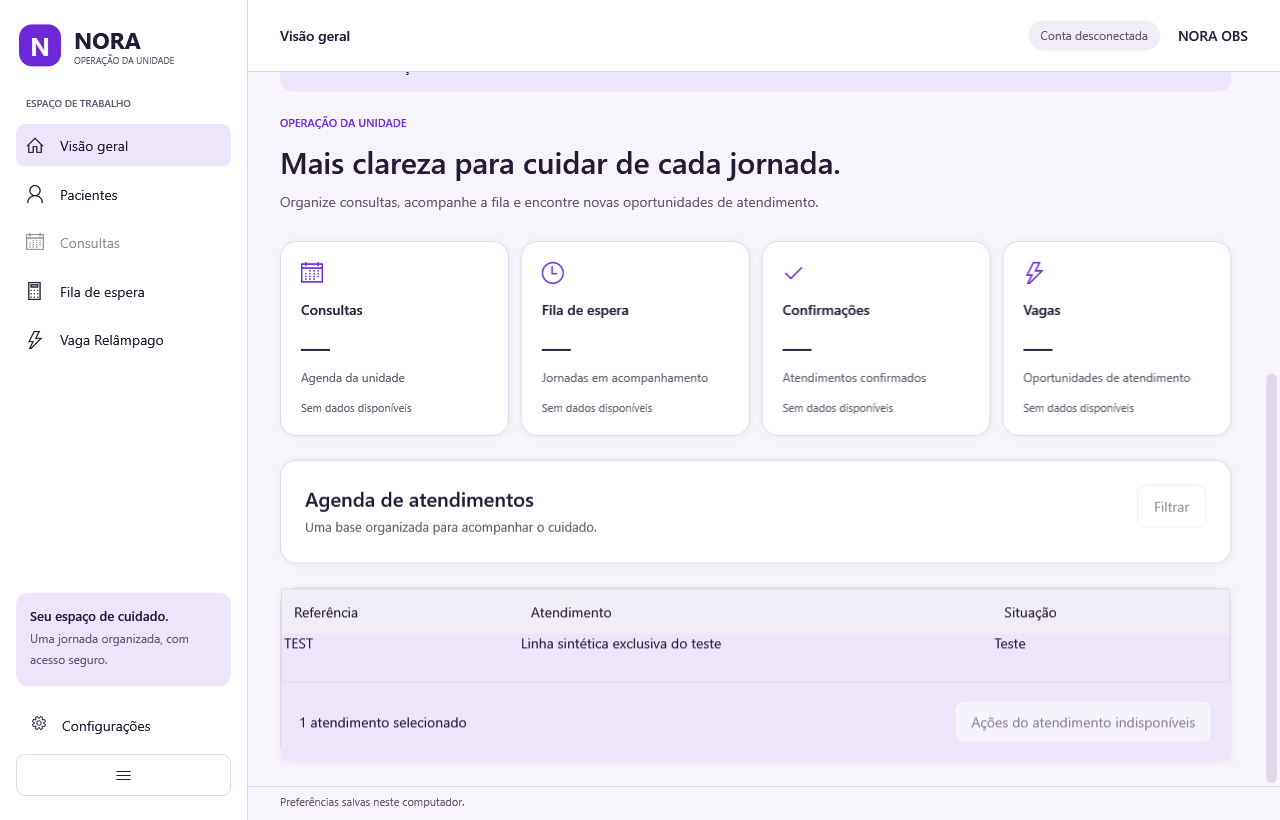 N
NORA
OPERAÇÃO DA UNIDADE
ESPAÇO DE TRABALHO
Visão geral
Pacientes
Consultas
Fila de espera
Vaga Relâmpago
Seu espaço de cuidado.
Uma jornada organizada, com
acesso seguro.
Configurações
Visão geral
Conta desconectada
NORA OBS
OPERAÇÃO DA UNIDADE
Mais clareza para cuidar de cada jornada.
Organize consultas, acompanhe a fila e encontre novas oportunidades de atendimento.
Consultas
—
Agenda da unidade
Sem dados disponíveis
Fila de espera
—
Jornadas em acompanhamento
Sem dados disponíveis
Confirmações
—
Atendimentos confirmados
Sem dados disponíveis
Vagas
—
Oportunidades de atendimento
Sem dados disponíveis
Agenda de atendimentos
Uma base organizada para acompanhar o cuidado.
Filtrar
Referência Atendimento Situação
TEST Linha sintética exclusiva do teste Teste
1 atendimento selecionado
Ações do atendimento indisponíveis
Preferências salvas neste computador.